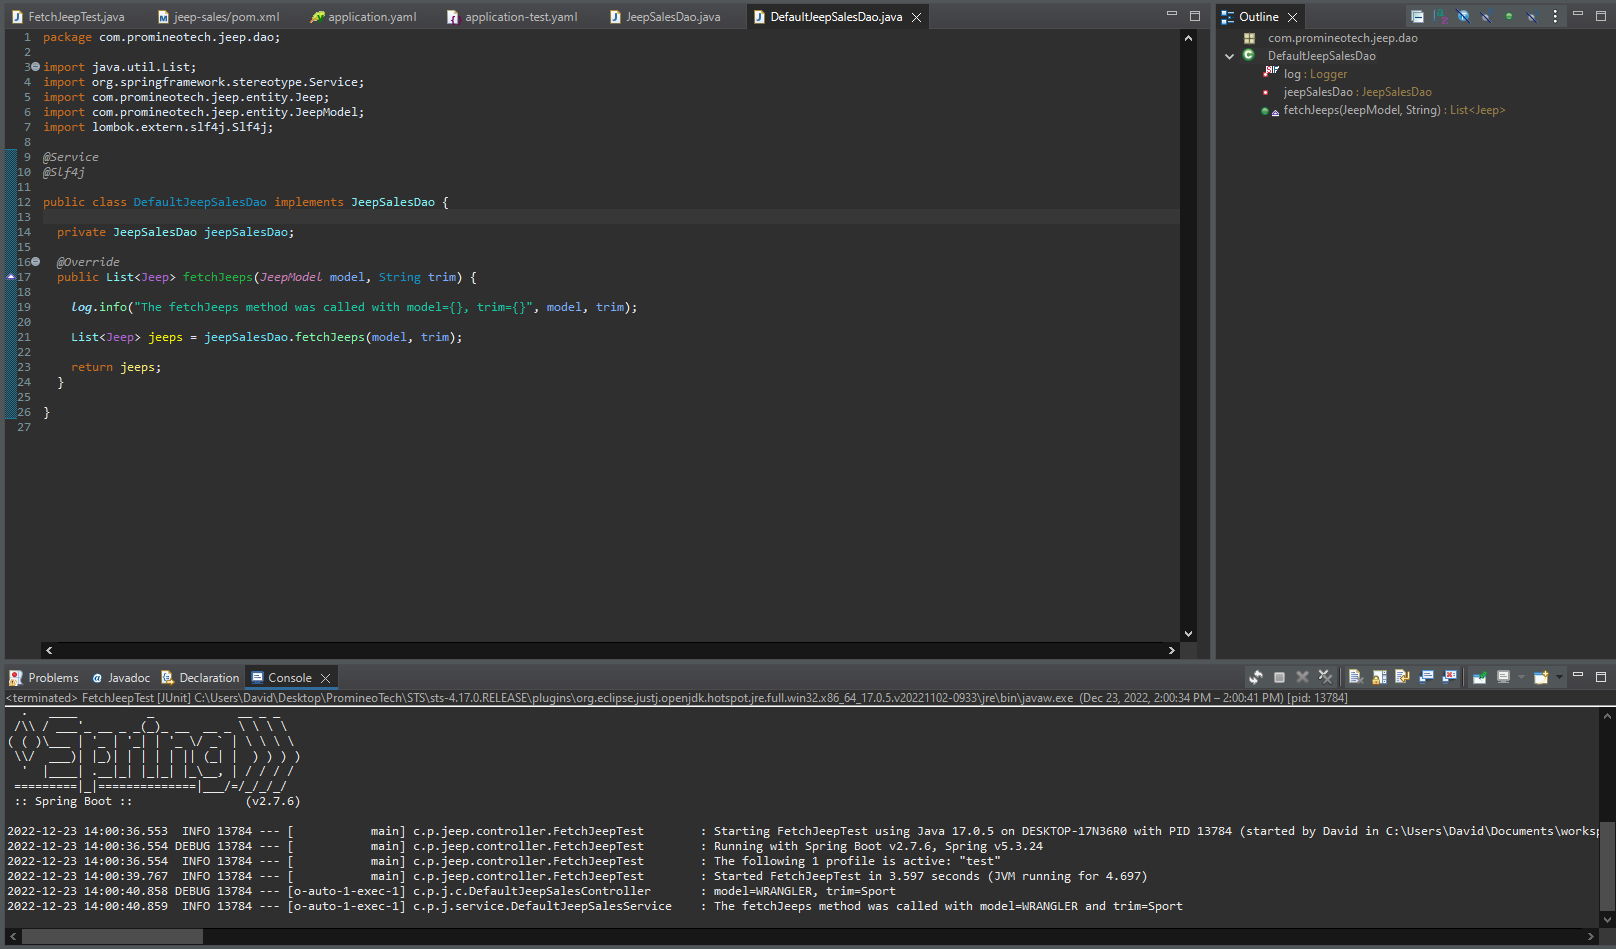 FetchJeepTest.java jeep-sales/pom.xml application.yaml application-test.yaml JeepSalesDao.java DefaultJeepSalesDao.java
1 package com.promineotech.jeep.dao;
2
3 import java.util.List;
4 import org.springframework.stereotype.Service;
5 import com.promineotech.jeep.entity.Jeep;
6 import com.promineotech.jeep.entity.JeepModel;
7 import lombok.extern.slf4j.Slf4j;
8
9 @Service
10 @Slf4j
11
12 public class DefaultJeepSalesDao implements JeepSalesDao {
13
14 private JeepSalesDao jeepSalesDao;
15
16 @Override
17 public List<Jeep> fetchJeeps(JeepModel model, String trim) {
18
19 log.info("The fetchJeeps method was called with model={}, trim={}", model, trim);
20
21 List<Jeep> jeeps = jeepSalesDao.fetchJeeps(model, trim);
22
23 return jeeps;
24 }
25
26 }
27
Outline
com.promineotech.jeep.dao
DefaultJeepSalesDao
log : Logger
jeepSalesDao : JeepSalesDao
fetchJeeps(JeepModel, String) : List<Jeep>
Problems Javadoc Declaration Console
<terminated> FetchJeepTest [JUnit] C:\Users\David\Desktop\PromineoTech\STS\sts-4.17.0.RELEASE\plugins\org.eclipse.justj.openjdk.hotspot.jre.full.win32.x86_64_17.0.5.v20221102-0933\jre\bin\javaw.exe (Dec 23, 2022, 2:00:34 PM – 2:00:41 PM) [pid: 13784]
Spring
:: Spring Boot :: (v2.7.6)
2022-12-23 14:00:36.553 INFO 13784 --- [ main] c.p.jeep.controller.FetchJeepTest : Starting FetchJeepTest using Java 17.0.5 on DESKTOP-17N36R0 with PID 13784 (started by David in C:\Users\David\Documents\worksp
2022-12-23 14:00:36.554 DEBUG 13784 --- [ main] c.p.jeep.controller.FetchJeepTest : Running with Spring Boot v2.7.6, Spring v5.3.24
2022-12-23 14:00:36.554 INFO 13784 --- [ main] c.p.jeep.controller.FetchJeepTest : The following 1 profile is active: "test"
2022-12-23 14:00:39.767 INFO 13784 --- [ main] c.p.jeep.controller.FetchJeepTest : Started FetchJeepTest in 3.597 seconds (JVM running for 4.697)
2022-12-23 14:00:40.858 DEBUG 13784 --- [o-auto-1-exec-1] c.p.j.c.DefaultJeepSalesController : model=WRANGLER, trim=Sport
2022-12-23 14:00:40.859 INFO 13784 --- [o-auto-1-exec-1] c.p.j.service.DefaultJeepSalesService : The fetchJeeps method was called with model=WRANGLER and trim=Sport